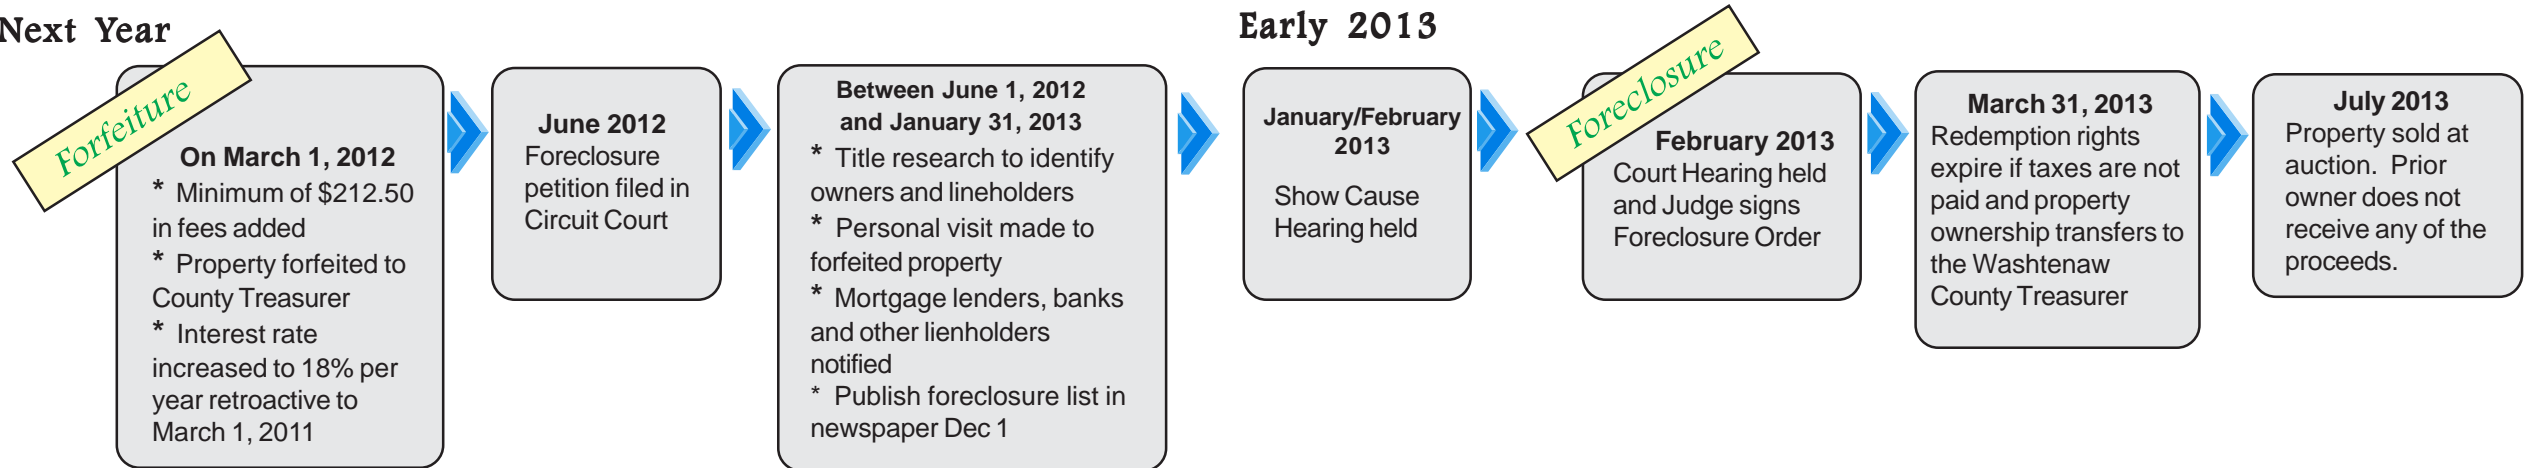 Next Year
Forfeiture
On March 1, 2012
* Minimum of $212.50
in fees added
* Property forfeited to
County Treasurer
* Interest rate
increased to 18% per
year retroactive to
March 1, 2011
June 2012
Foreclosure
petition filed in
Circuit Court
Between June 1, 2012
and January 31, 2013
* Title research to identify
owners and lineholders
* Personal visit made to
forfeited property
* Mortgage lenders, banks
and other lienholders
notified
* Publish foreclosure list in
newspaper Dec 1
Early 2013
January/February
2013
Show Cause
Hearing held
Foreclosure
February 2013
Court Hearing held
and Judge signs
Foreclosure Order
March 31, 2013
Redemption rights
expire if taxes are not
paid and property
ownership transfers to
the Washtenaw
County Treasurer
July 2013
Property sold at
auction.  Prior
owner does not
receive any of the
proceeds.